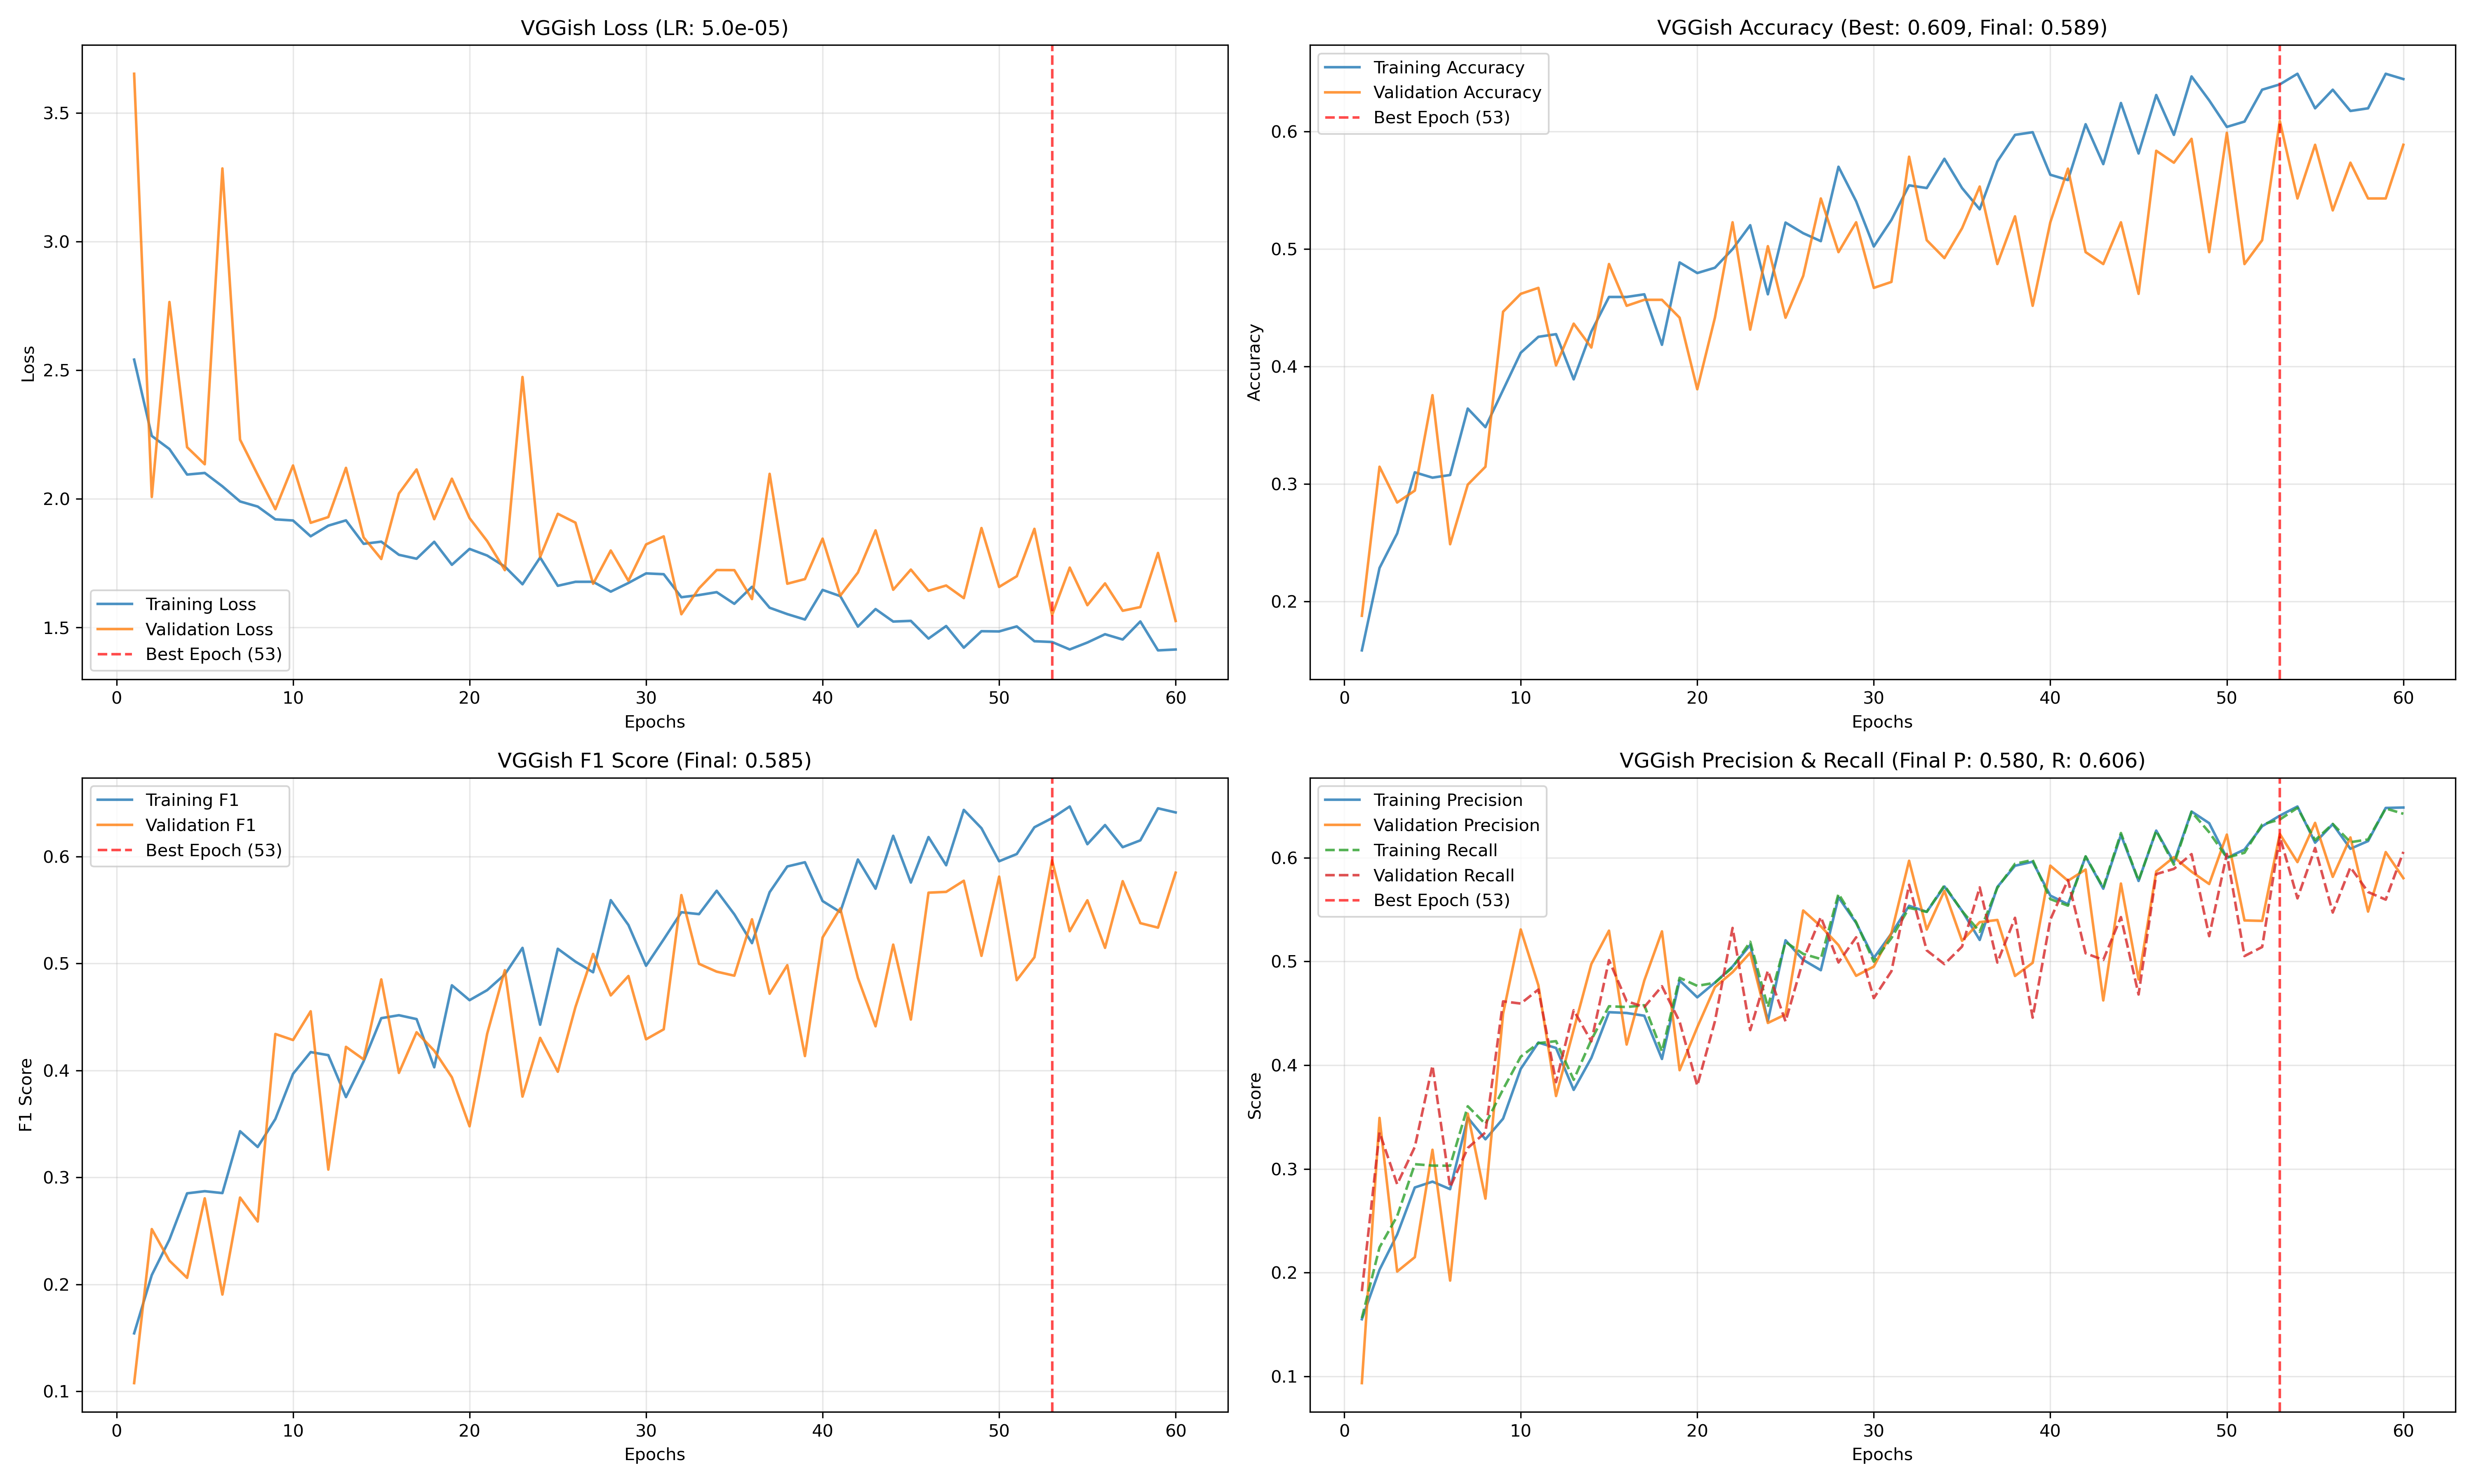 VGGish Loss (LR: 5.0e-05)
3.5
3.0
2.5
2.0
1.5
Loss
Training Loss
Validation Loss
Best Epoch (53)
0 10 20 30 40 50 60
Epochs
VGGish Accuracy (Best: 0.609, Final: 0.589)
Training Accuracy
Validation Accuracy
Best Epoch (53)
0.6
0.5
0.4
0.3
0.2
Accuracy
0 10 20 30 40 50 60
Epochs
VGGish F1 Score (Final: 0.585)
Training F1
Validation F1
Best Epoch (53)
0.6
0.5
0.4
0.3
0.2
0.1
F1 Score
0 10 20 30 40 50 60
Epochs
VGGish Precision & Recall (Final P: 0.580, R: 0.606)
Training Precision
Validation Precision
Training Recall
Validation Recall
Best Epoch (53)
0.6
0.5
0.4
0.3
0.2
0.1
Score
0 10 20 30 40 50 60
Epochs